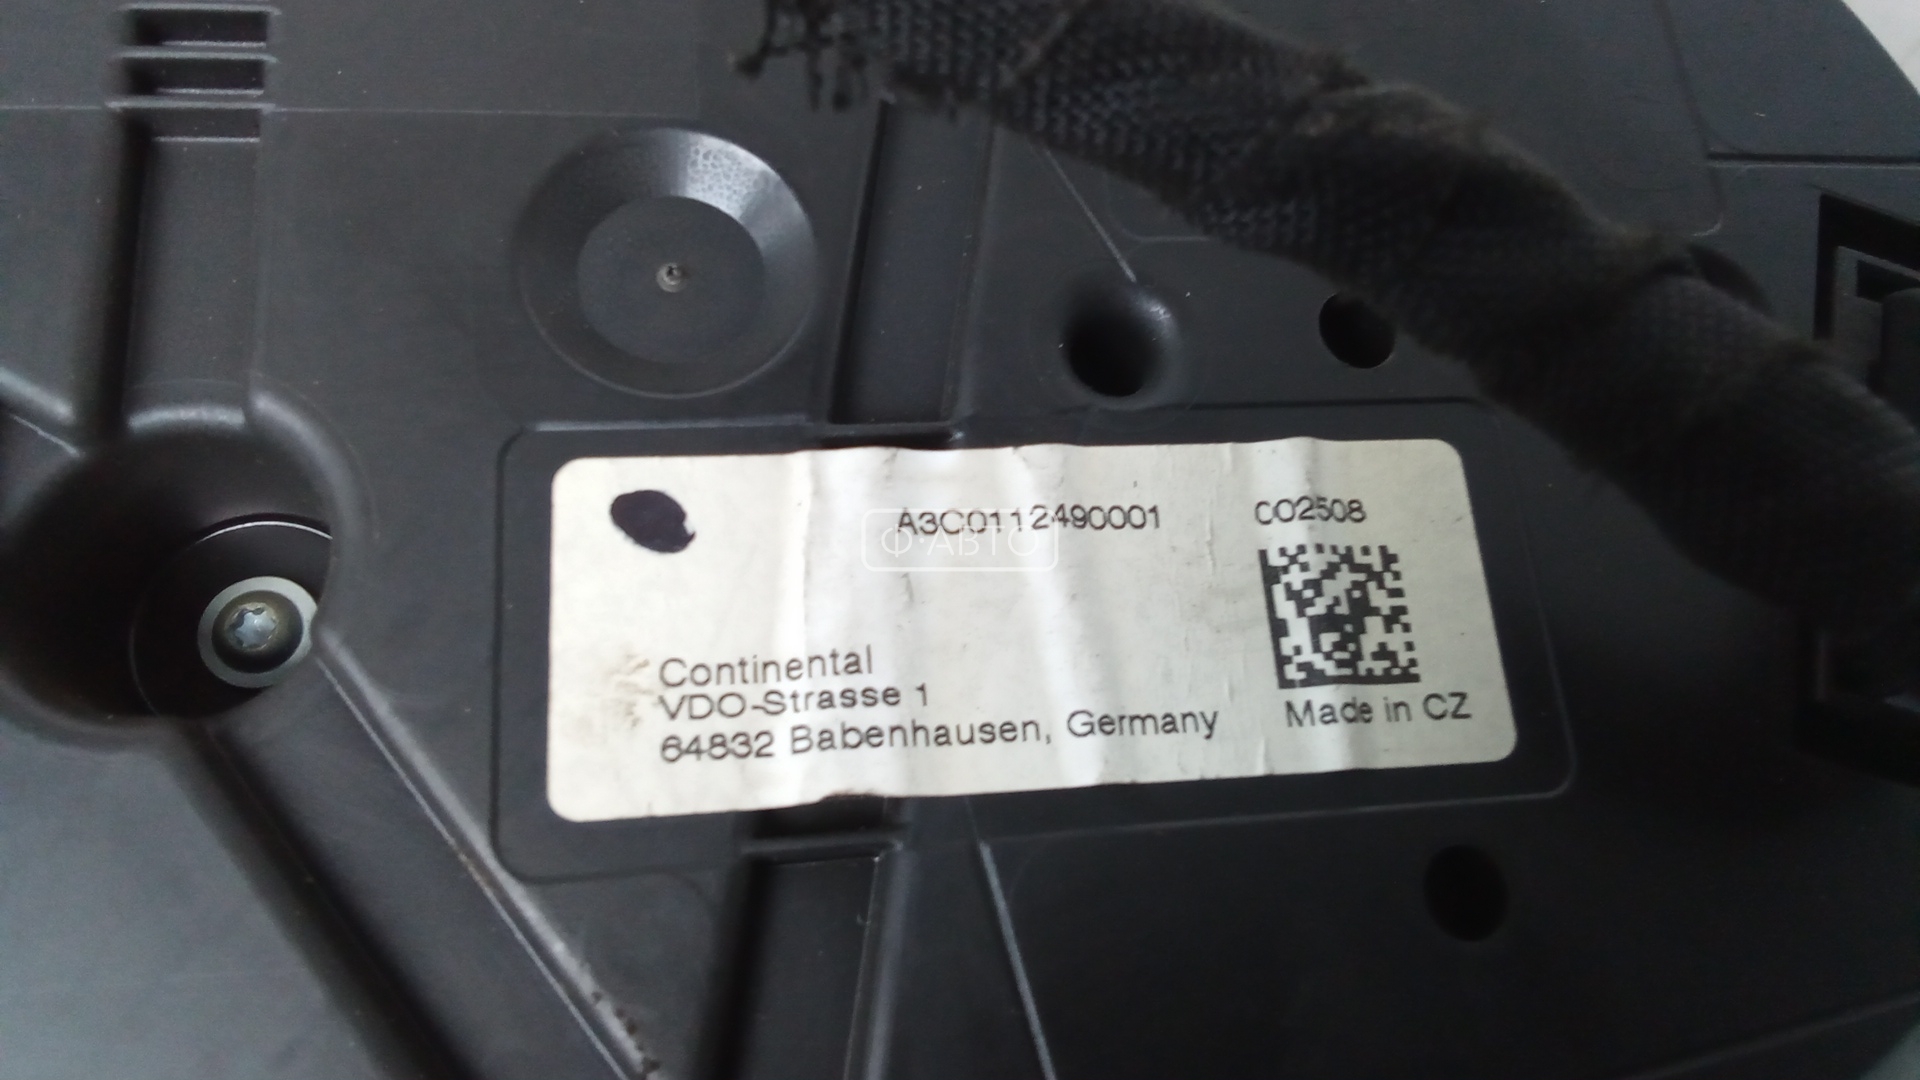 A3C0112490001 C02508
Ф·АВТО
Continental
VDO-Strasse 1
64832 Babenhausen, Germany
Made in CZ